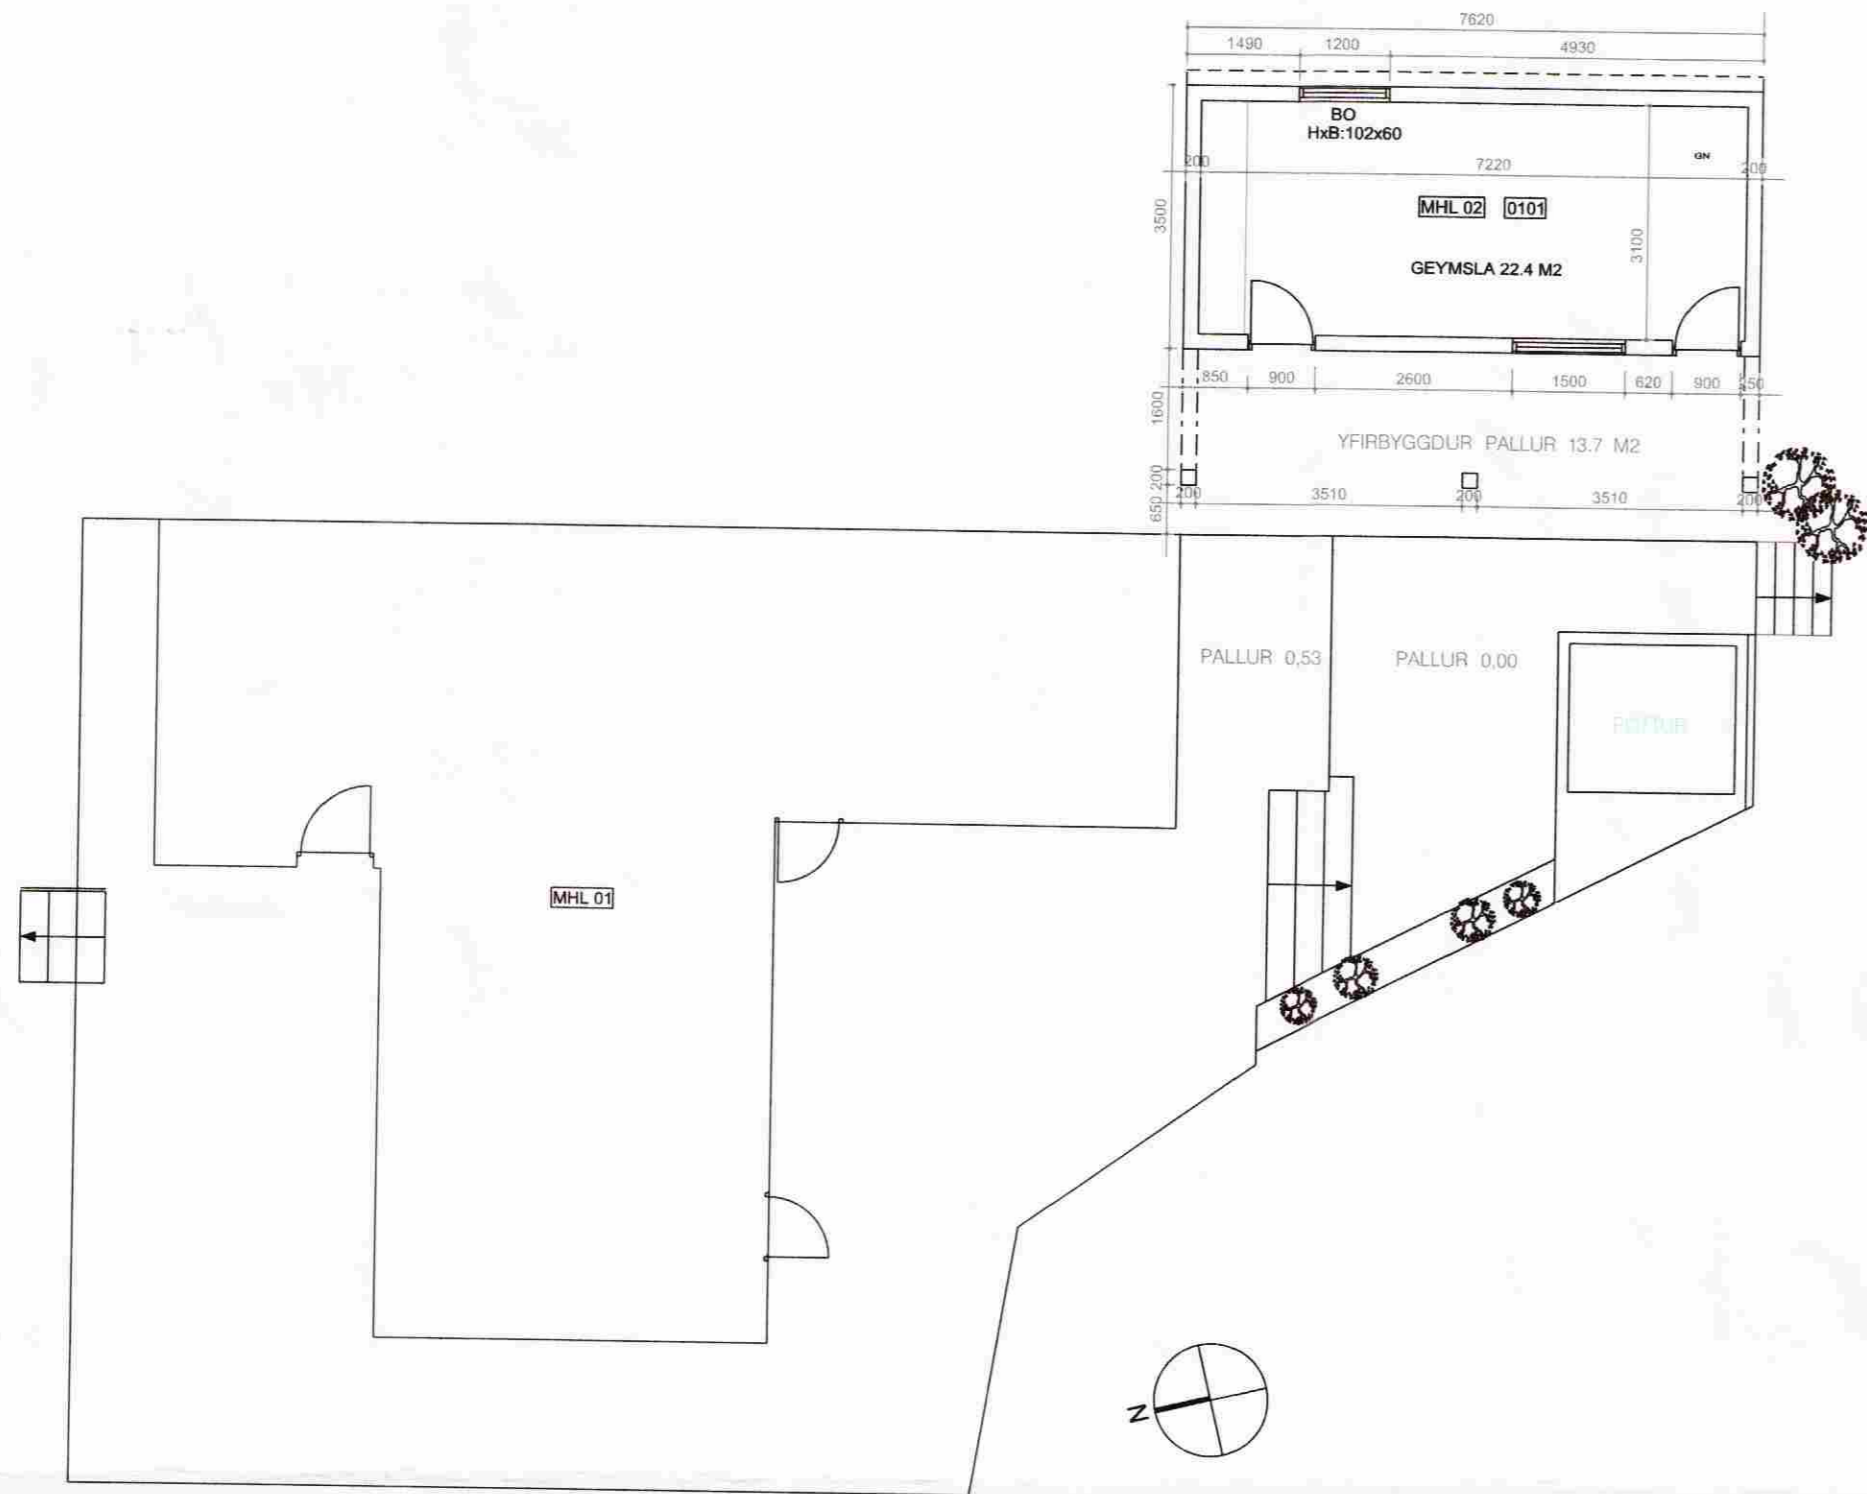 7620
1490 1200 4930
BO
HxB:102x60
GN
200 7220 200
MHL 02 0101
3500
3100
GEYMSLA 22.4 M2
850 900 2600 1500 620 900 250
1600
YFIRBYGGDUR PALLUR 13.7 M2
200
200 3510 200 3510 200
650
PALLUR 0,53 PALLUR 0,00
POTTUR
MHL 01
N